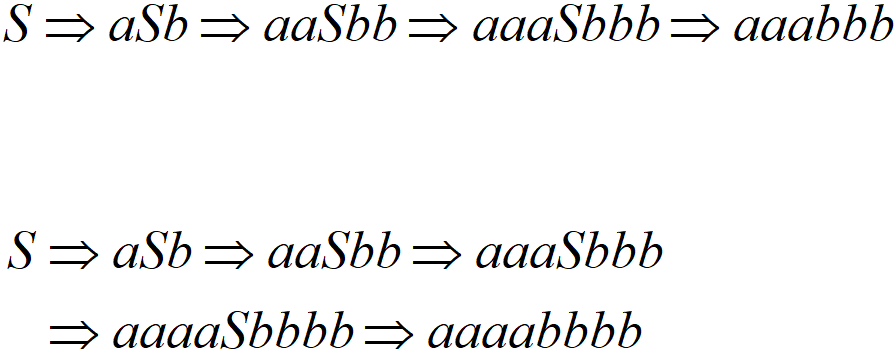 S ⇒ aSb ⇒ aaSbb ⇒ aaaSbbb ⇒ aaabbb
S ⇒ aSb ⇒ aaSbb ⇒ aaaSbbb
⇒ aaaaSbbbb ⇒ aaaabbbb